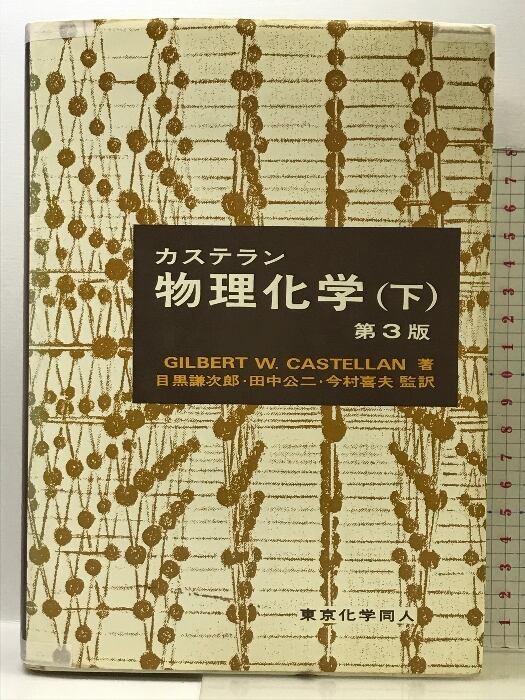 カステラン
物理化学(下)
第3版
GILBERT W. CASTELLAN 著
目黒謙次郎・田中公二・今村喜夫 監訳
東京化学同人